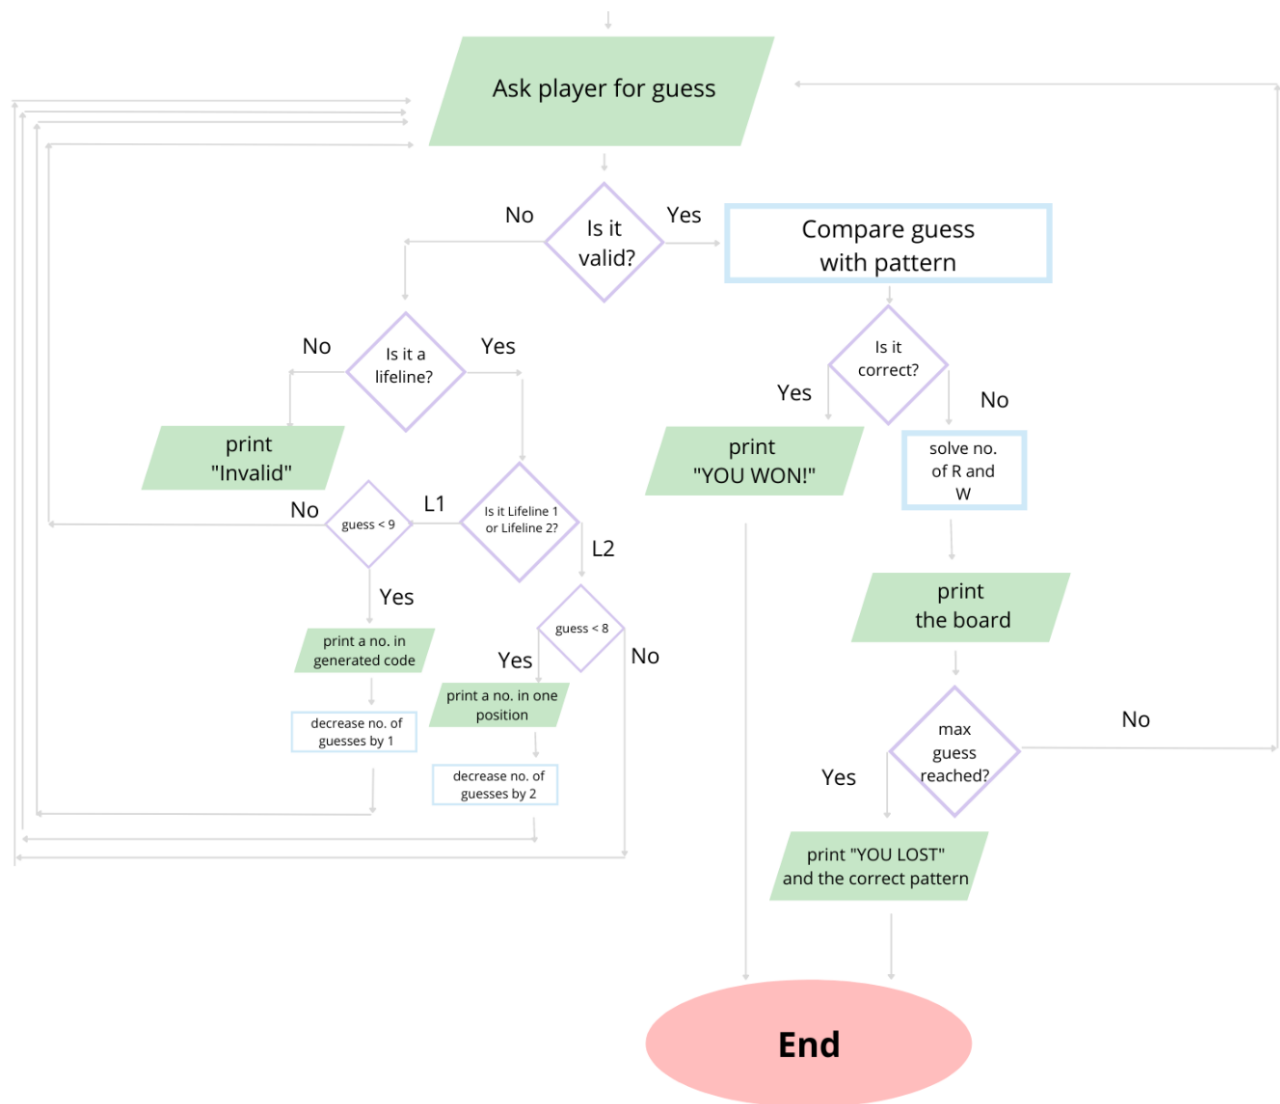 Ask player for guess
No
Is it
valid?
Yes
Compare guess
with pattern
No
Is it a
lifeline?
Yes
Is it
correct?
Yes
No
print
"Invalid"
print
"YOU WON!"
solve no.
of R and
W
No
guess < 9
L1
Is it Lifeline 1
or Lifeline 2?
L2
Yes
guess < 8
print
the board
print a no. in
generated code
Yes
No
print a no. in one
position
decrease no. of
guesses by 1
max
guess
reached?
No
Yes
decrease no. of
guesses by 2
print "YOU LOST"
and the correct pattern
End